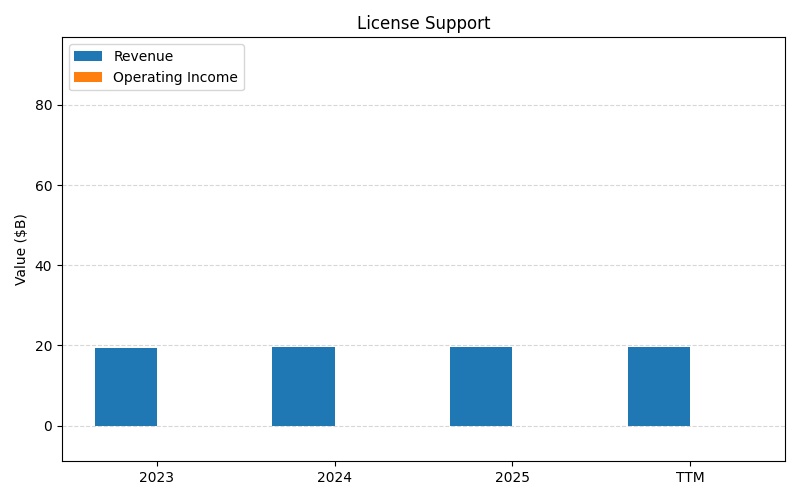 License Support
Revenue
Operating Income
Value ($B)
80
60
40
20
0
2023 2024 2025 TTM